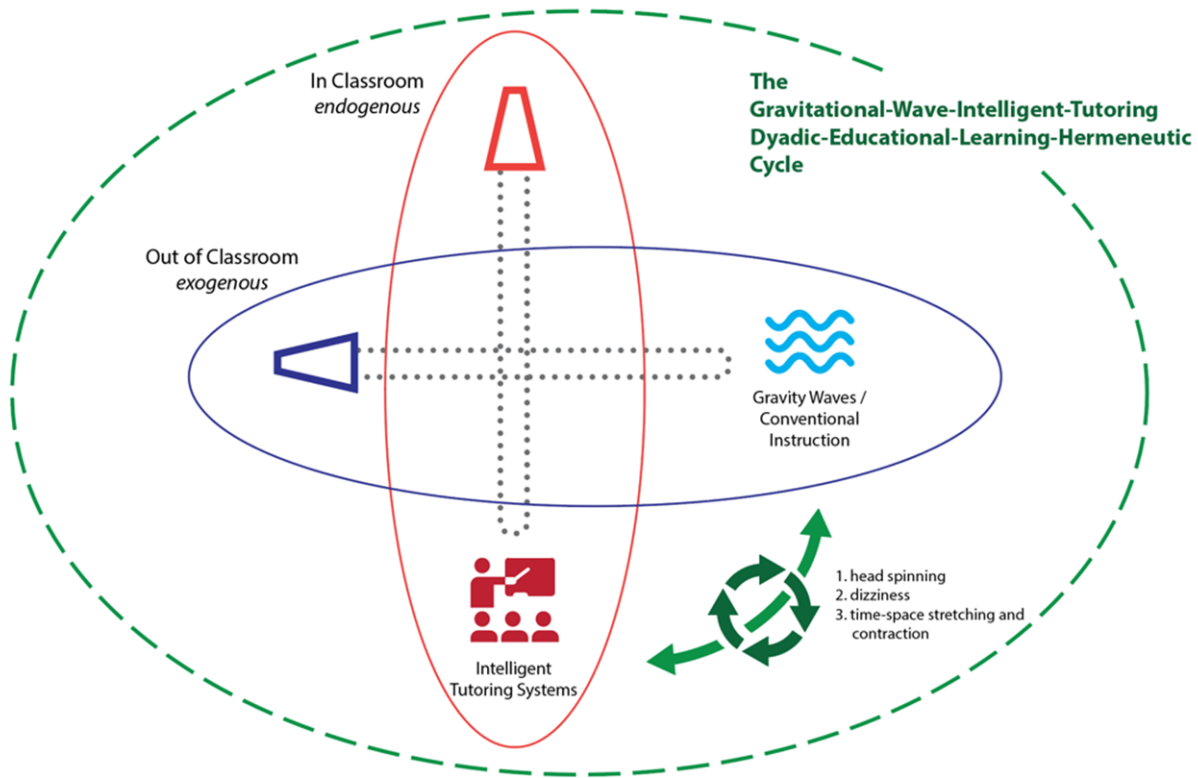 In Classroom
endogenous
The
Gravitational-Wave-Intelligent-Tutoring
Dyadic-Educational-Learning-Hermeneutic
Cycle
Out of Classroom
exogenous
Gravity Waves /
Conventional
Instruction
1. head spinning
2. dizziness
3. time-space stretching and
contraction
Intelligent
Tutoring Systems